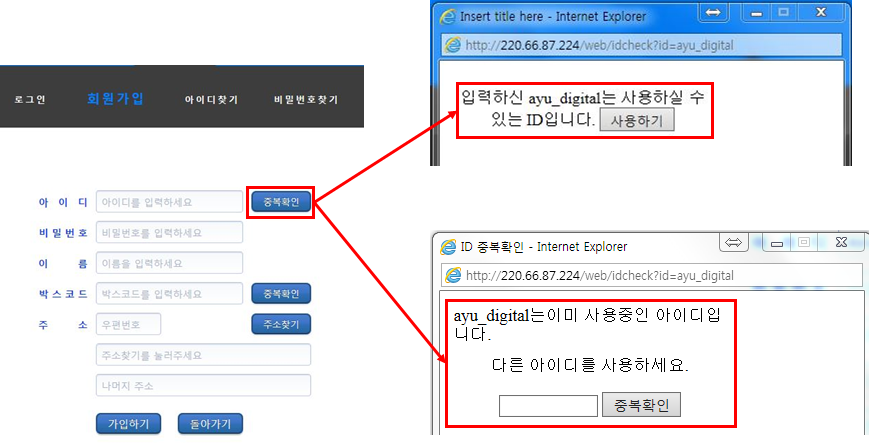 로그인 회원가입 아이디찾기 비밀번호찾기
아이디 아이디를 입력하세요 중복확인
비밀번호 비밀번호를 입력하세요
이름 이름을 입력하세요
박스코드 박스코드를 입력하세요 중복확인
주소 우편번호 주소찾기
주소찾기를 눌러주세요
나머지 주소
가입하기 돌아가기
Insert title here - Internet Explorer
http://220.66.87.224/web/idcheck?id=ayu_digital
입력하신 ayu_digital는 사용하실 수
있는 ID입니다. 사용하기
ID 중복확인 - Internet Explorer
http://220.66.87.224/web/idcheck?id=ayu_digital
ayu_digital는이미 사용중인 아이디입
니다.
다른 아이디를 사용하세요.
중복확인